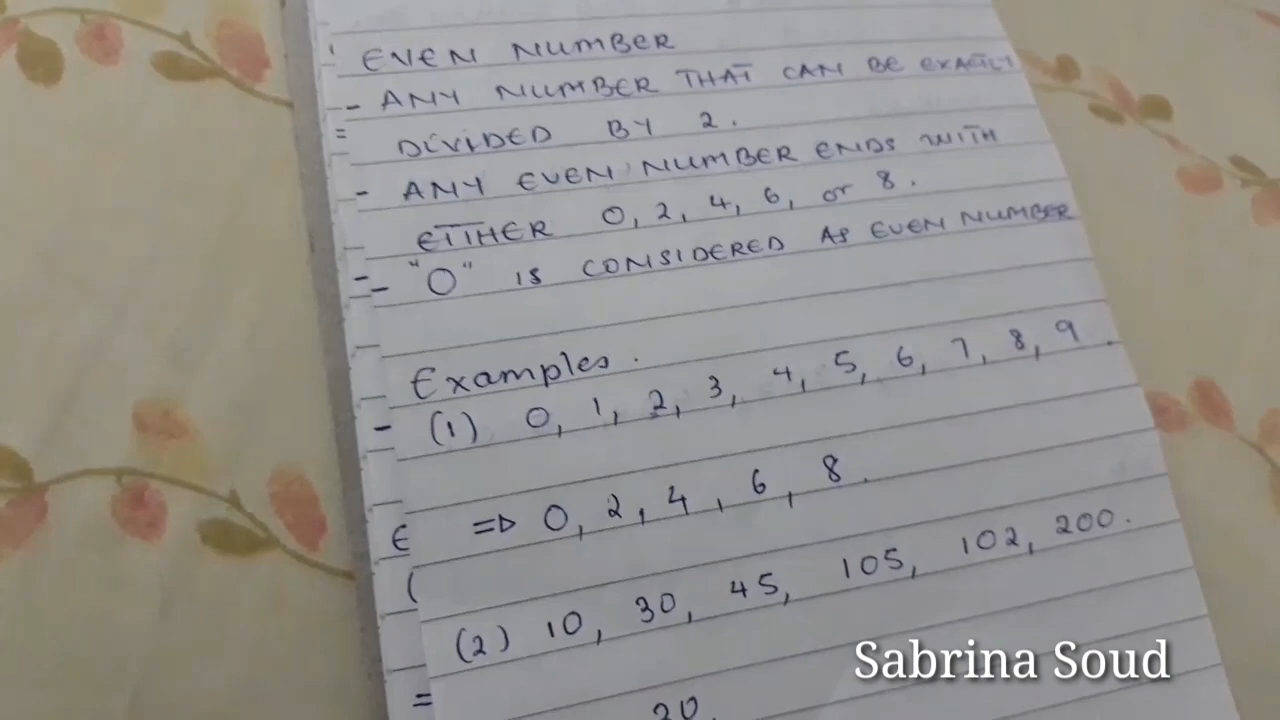 EVEN NUMBER
- ANY NUMBER THAT CAN BE EXACTLY
DIVIDED BY 2.
- ANY EVEN NUMBER ENDS WITH
EITHER 0, 2, 4, 6, or 8.
- "0" IS CONSIDERED AS EVEN NUMBER
Examples.
(1) 0, 1, 2, 3, 4, 5, 6, 7, 8, 9.
=> 0, 2, 4, 6, 8.
(2) 10, 30, 45, 105, 102, 200.
Sabrina Soud